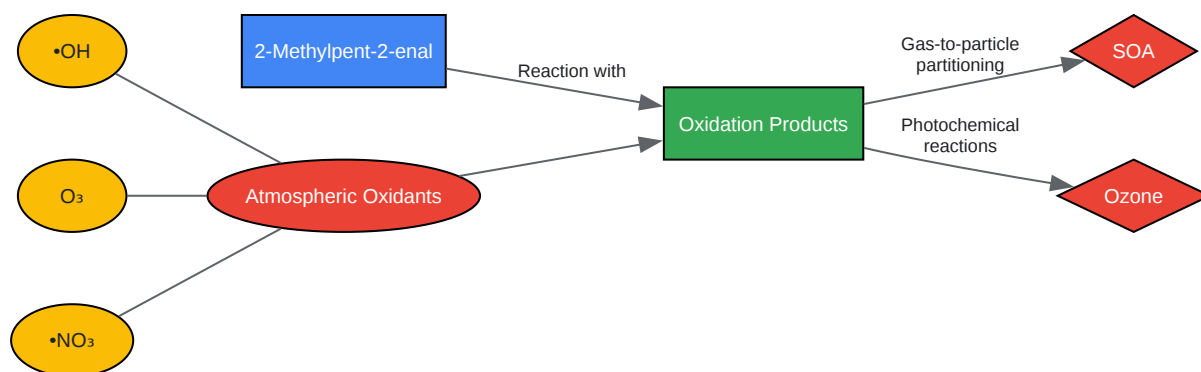 •OH
2-Methylpent-2-enal
Reaction with
Gas-to-particle
partitioning
SOA
Oxidation Products
Photochemical
reactions
O₃
Atmospheric Oxidants
Ozone
•NO₃